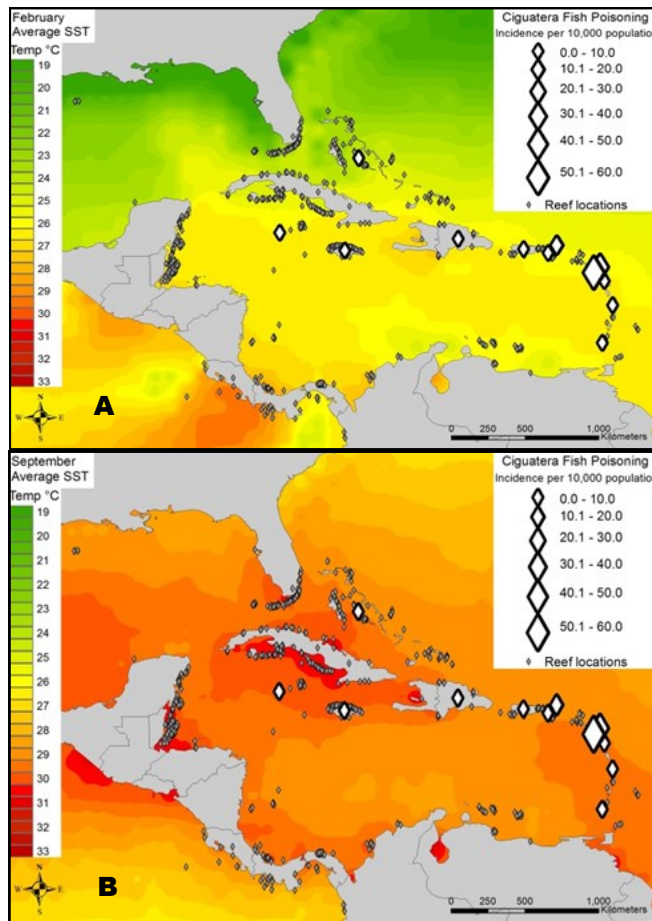 February
Average SST
Temp °C
19
20
21
22
23
24
25
26
27
28
29
30
31
32
33
Ciguatera Fish Poisoning
Incidence per 10,000 population
0.0 - 10.0
10.1 - 20.0
20.1 - 30.0
30.1 - 40.0
40.1 - 50.0
50.1 - 60.0
Reef locations
A
N
W E
S
0 250 500 1,000
Kilometers
September
Average SST
Temp °C
19
20
21
22
23
24
25
26
27
28
29
30
31
32
33
Ciguatera Fish Poisoning
Incidence per 10,000 population
0.0 - 10.0
10.1 - 20.0
20.1 - 30.0
30.1 - 40.0
40.1 - 50.0
50.1 - 60.0
Reef locations
B
N
W E
S
0 250 500 1,000
Kilometers